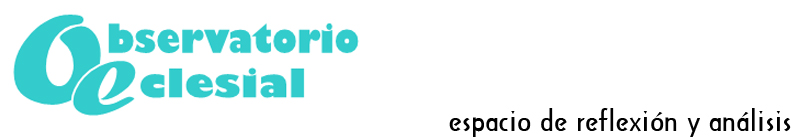 Observatorio
eclesial
espacio de reflexión y análisis